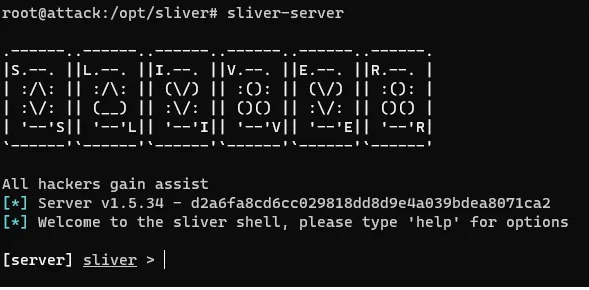 root@attack:/opt/sliver# sliver-server
.------..------..------..------..------..------.
|S.--. ||L.--. ||I.--. ||V.--. ||E.--. ||R.--. |
| :/\: || :/\: || (\/) || :(): || (\/) || :(): |
| :\/: || (__) || :\/: || ()() || :\/: || ()() |
| '--'S|| '--'L|| '--'I|| '--'V|| '--'E|| '--'R|
`------'`------'`------'`------'`------'`------'
All hackers gain assist
[*] Server v1.5.34 - d2a6fa8cd6cc029818dd8d9e4a039bdea8071ca2
[*] Welcome to the sliver shell, please type 'help' for options
[server] sliver >